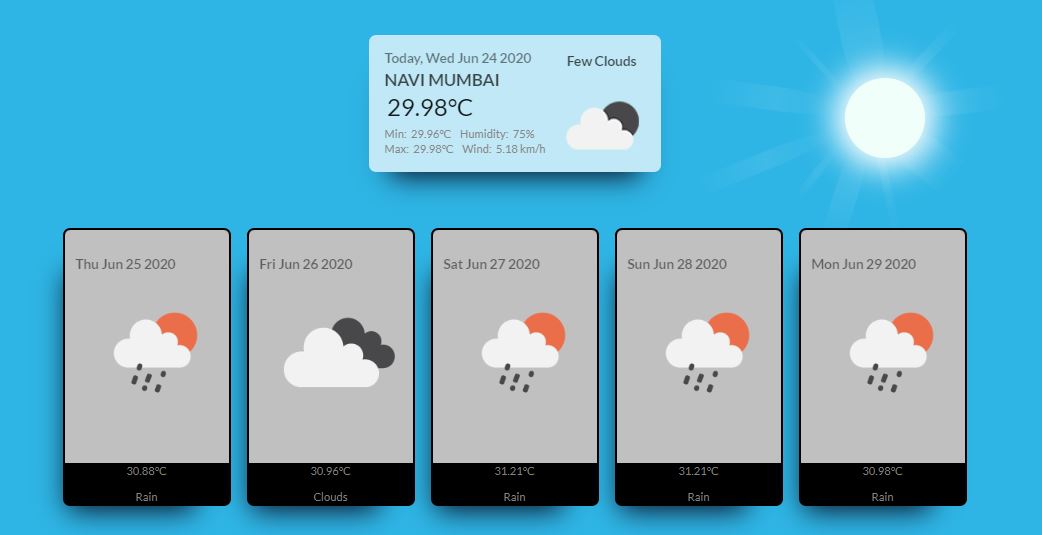 Today, Wed Jun 24 2020
Few Clouds
NAVI MUMBAI
29.98°C
Min: 29.96°C Humidity: 75%
Max: 29.98°C Wind: 5.18 km/h
Thu Jun 25 2020
30.88°C
Rain
Fri Jun 26 2020
30.96°C
Clouds
Sat Jun 27 2020
31.21°C
Rain
Sun Jun 28 2020
31.21°C
Rain
Mon Jun 29 2020
30.98°C
Rain